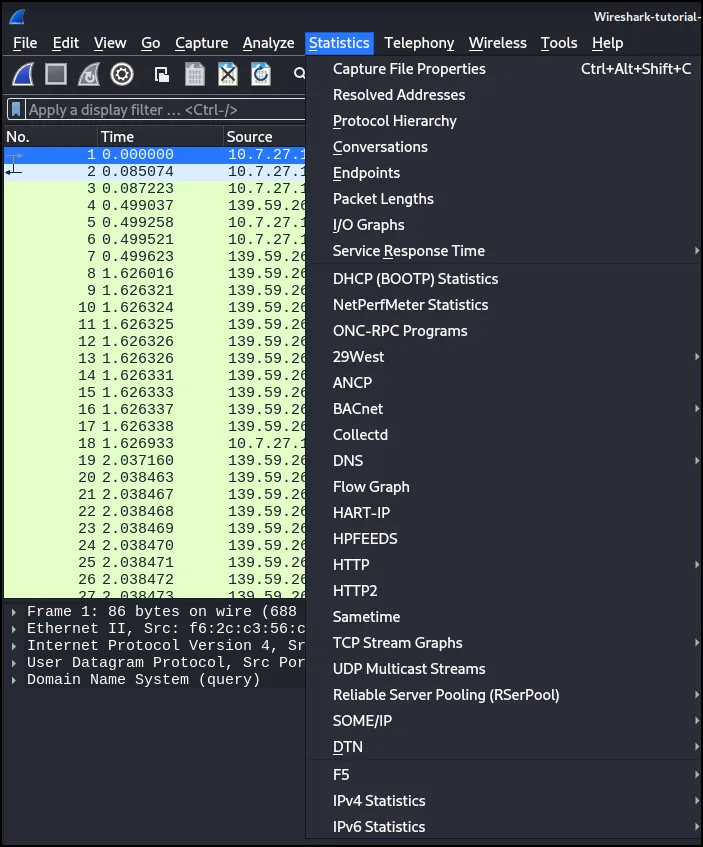 Wireshark-tutorial-
File Edit View Go Capture Analyze Statistics Telephony Wireless Tools Help
Apply a display filter ... <Ctrl-/>
No. Time Source
1 0.000000 10.7.27.1
2 0.085074 10.7.27.1
3 0.087223 10.7.27.1
4 0.499037 139.59.26
5 0.499258 10.7.27.1
6 0.499521 10.7.27.1
7 0.499623 139.59.26
8 1.626016 139.59.26
9 1.626321 139.59.26
10 1.626324 139.59.26
11 1.626325 139.59.26
12 1.626326 139.59.26
13 1.626326 139.59.26
14 1.626331 139.59.26
15 1.626333 139.59.26
16 1.626337 139.59.26
17 1.626338 139.59.26
18 1.626933 10.7.27.1
19 2.037160 139.59.26
20 2.038463 139.59.26
21 2.038467 139.59.26
22 2.038468 139.59.26
23 2.038469 139.59.26
24 2.038470 139.59.26
25 2.038471 139.59.26
26 2.038472 139.59.26
27 2.038473 139.59.26
Frame 1: 86 bytes on wire (688
Ethernet II, Src: f6:2c:c3:56:c
Internet Protocol Version 4, Sr
User Datagram Protocol, Src Por
Domain Name System (query)
Capture File Properties Ctrl+Alt+Shift+C
Resolved Addresses
Protocol Hierarchy
Conversations
Endpoints
Packet Lengths
I/O Graphs
Service Response Time
DHCP (BOOTP) Statistics
NetPerfMeter Statistics
ONC-RPC Programs
29West
ANCP
BACnet
Collectd
DNS
Flow Graph
HART-IP
HPFEEDS
HTTP
HTTP2
Sametime
TCP Stream Graphs
UDP Multicast Streams
Reliable Server Pooling (RSerPool)
SOME/IP
DTN
F5
IPv4 Statistics
IPv6 Statistics